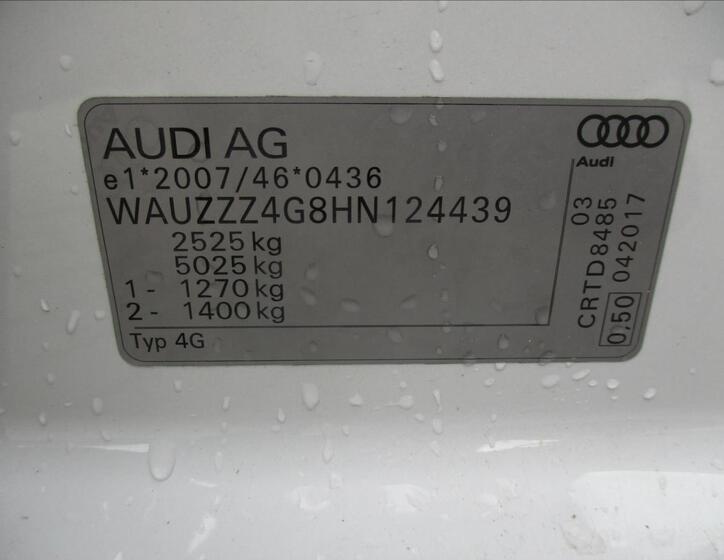 AUDI AG
e1*2007/46*0436
WAUZZZ4G8HN124439
2525 kg
5025 kg
1 - 1270 kg
2 - 1400 kg
Typ 4G
Audi
03
CRTD8485
0,50 042017